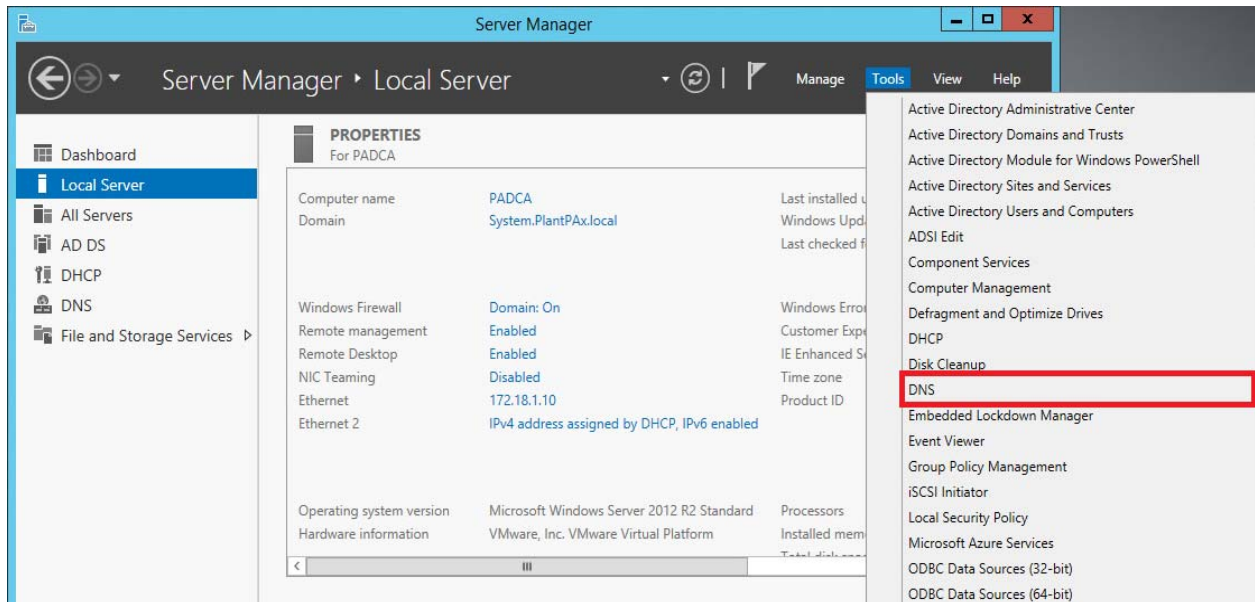 Server Manager
Server Manager • Local Server
Manage Tools View Help
Dashboard
Local Server
All Servers
AD DS
DHCP
DNS
File and Storage Services
PROPERTIES
For PADCA
Computer name PADCA Last installed
Domain System.PlantPAx.local Windows
Last checked
Windows Firewall Domain: On Windows
Remote management Enabled Customer
Remote Desktop Enabled IE Enhanced
NIC Teaming Disabled Time zone
Ethernet 172.18.1.10 Product ID
Ethernet 2 IPv4 address assigned by DHCP, IPv6 enabled
Operating system version Microsoft Windows Server 2012 R2 Standard Processors
Hardware information VMware, Inc. VMware Virtual Platform Installed
Active Directory Administrative Center
Active Directory Domains and Trusts
Active Directory Module for Windows PowerShell
Active Directory Sites and Services
Active Directory Users and Computers
ADSI Edit
Component Services
Computer Management
Defragment and Optimize Drives
DHCP
Disk Cleanup
DNS
Embedded Lockdown Manager
Event Viewer
Group Policy Management
iSCSI Initiator
Local Security Policy
Microsoft Azure Services
ODBC Data Sources (32-bit)
ODBC Data Sources (64-bit)